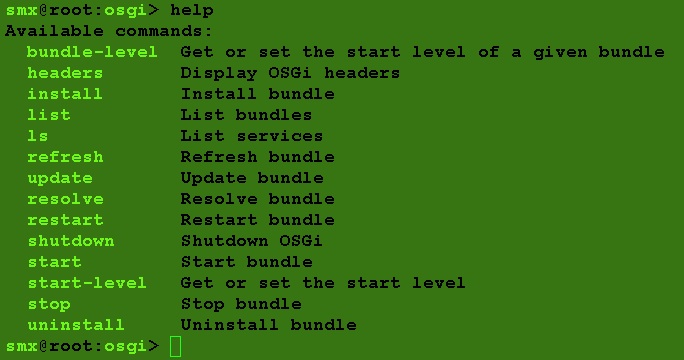 smx@root:osgi> help
Available commands:
bundle-level Get or set the start level of a given bundle
headers Display OSGi headers
install Install bundle
list List bundles
ls List services
refresh Refresh bundle
update Update bundle
resolve Resolve bundle
restart Restart bundle
shutdown Shutdown OSGi
start Start bundle
start-level Get or set the start level
stop Stop bundle
uninstall Uninstall bundle
smx@root:osgi>